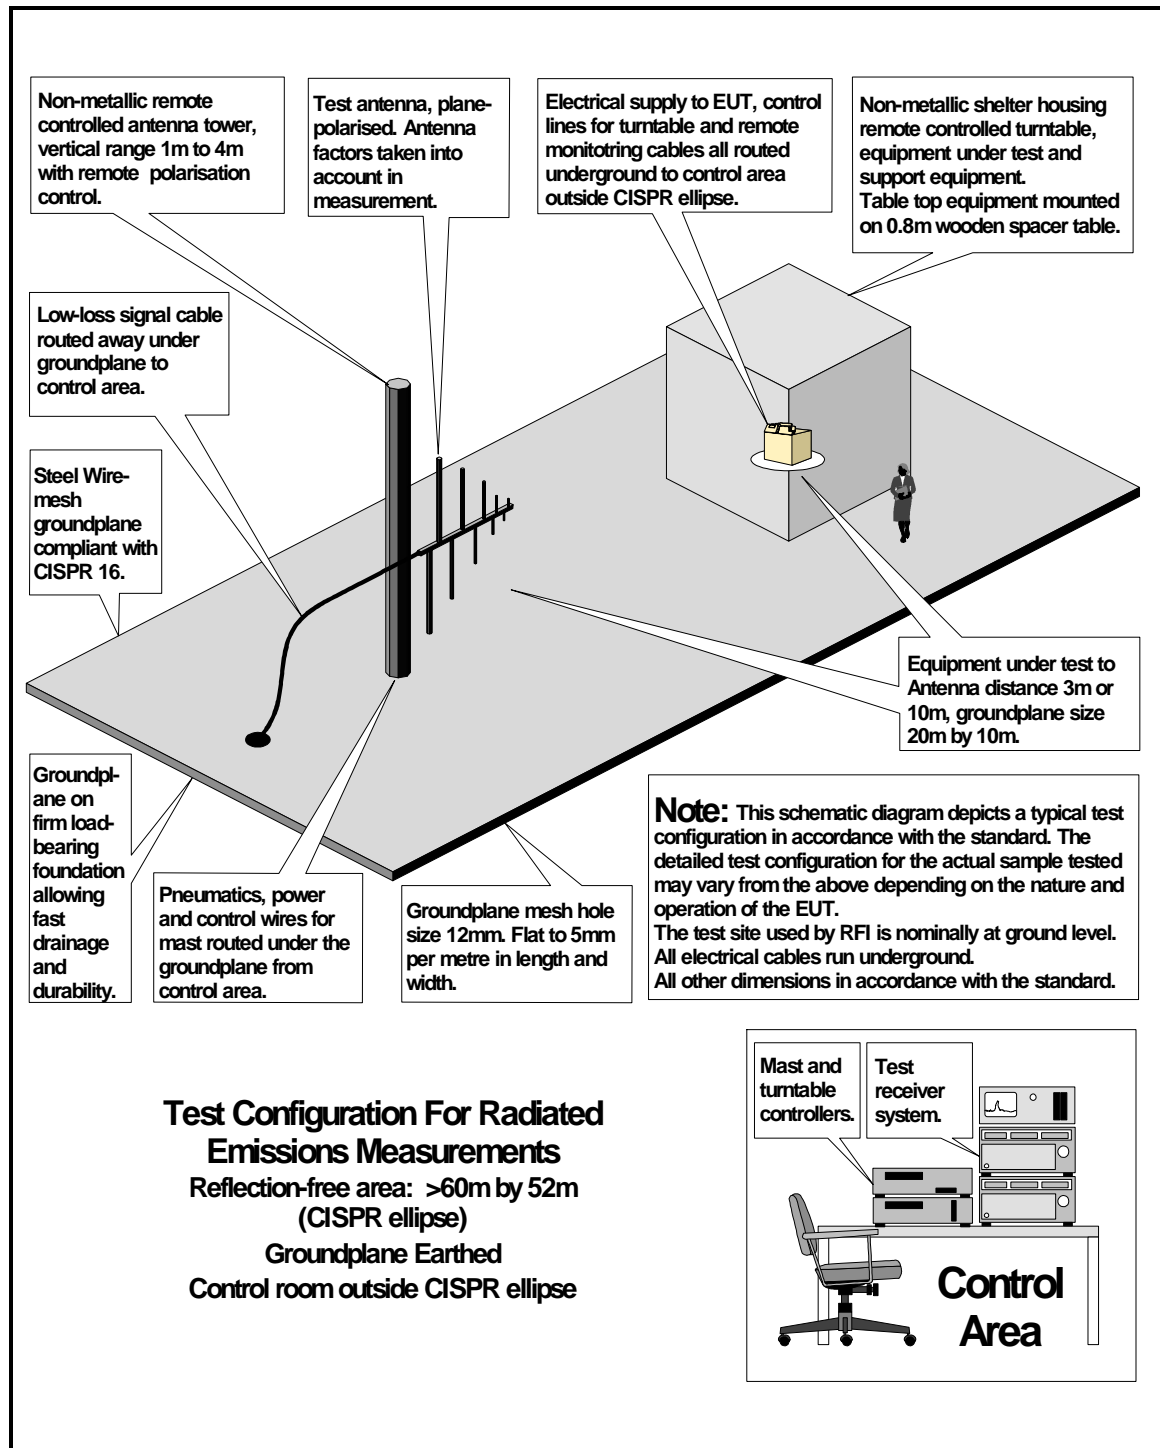 Non-metallic remote
controlled antenna tower,
vertical range 1m to 4m
with remote polarisation
control.
Test antenna, plane-
polarised. Antenna
factors taken into
account in
measurement.
Electrical supply to EUT, control
lines for turntable and remote
monitotring cables all routed
underground to control area
outside CISPR ellipse.
Non-metallic shelter housing
remote controlled turntable,
equipment under test and
support equipment.
Table top equipment mounted
on 0.8m wooden spacer table.
Low-loss signal cable
routed away under
groundplane to
control area.
Steel Wire-
mesh
groundplane
compliant with
CISPR 16.
Equipment under test to
Antenna distance 3m or
10m, groundplane size
20m by 10m.
Groundpl-
ane on
firm load-
bearing
foundation
allowing
fast
drainage
and
durability.
Pneumatics, power
and control wires for
mast routed under the
groundplane from
control area.
Groundplane mesh hole
size 12mm. Flat to 5mm
per metre in length and
width.
Note: This schematic diagram depicts a typical test
configuration in accordance with the standard. The
detailed test configuration for the actual sample tested
may vary from the above depending on the nature and
operation of the EUT.
The test site used by RFI is nominally at ground level.
All electrical cables run underground.
All other dimensions in accordance with the standard.
Test Configuration For Radiated
Emissions Measurements
Reflection-free area: >60m by 52m
(CISPR ellipse)
Groundplane Earthed
Control room outside CISPR ellipse
Mast and
turntable
controllers.
Test
receiver
system.
Control
Area